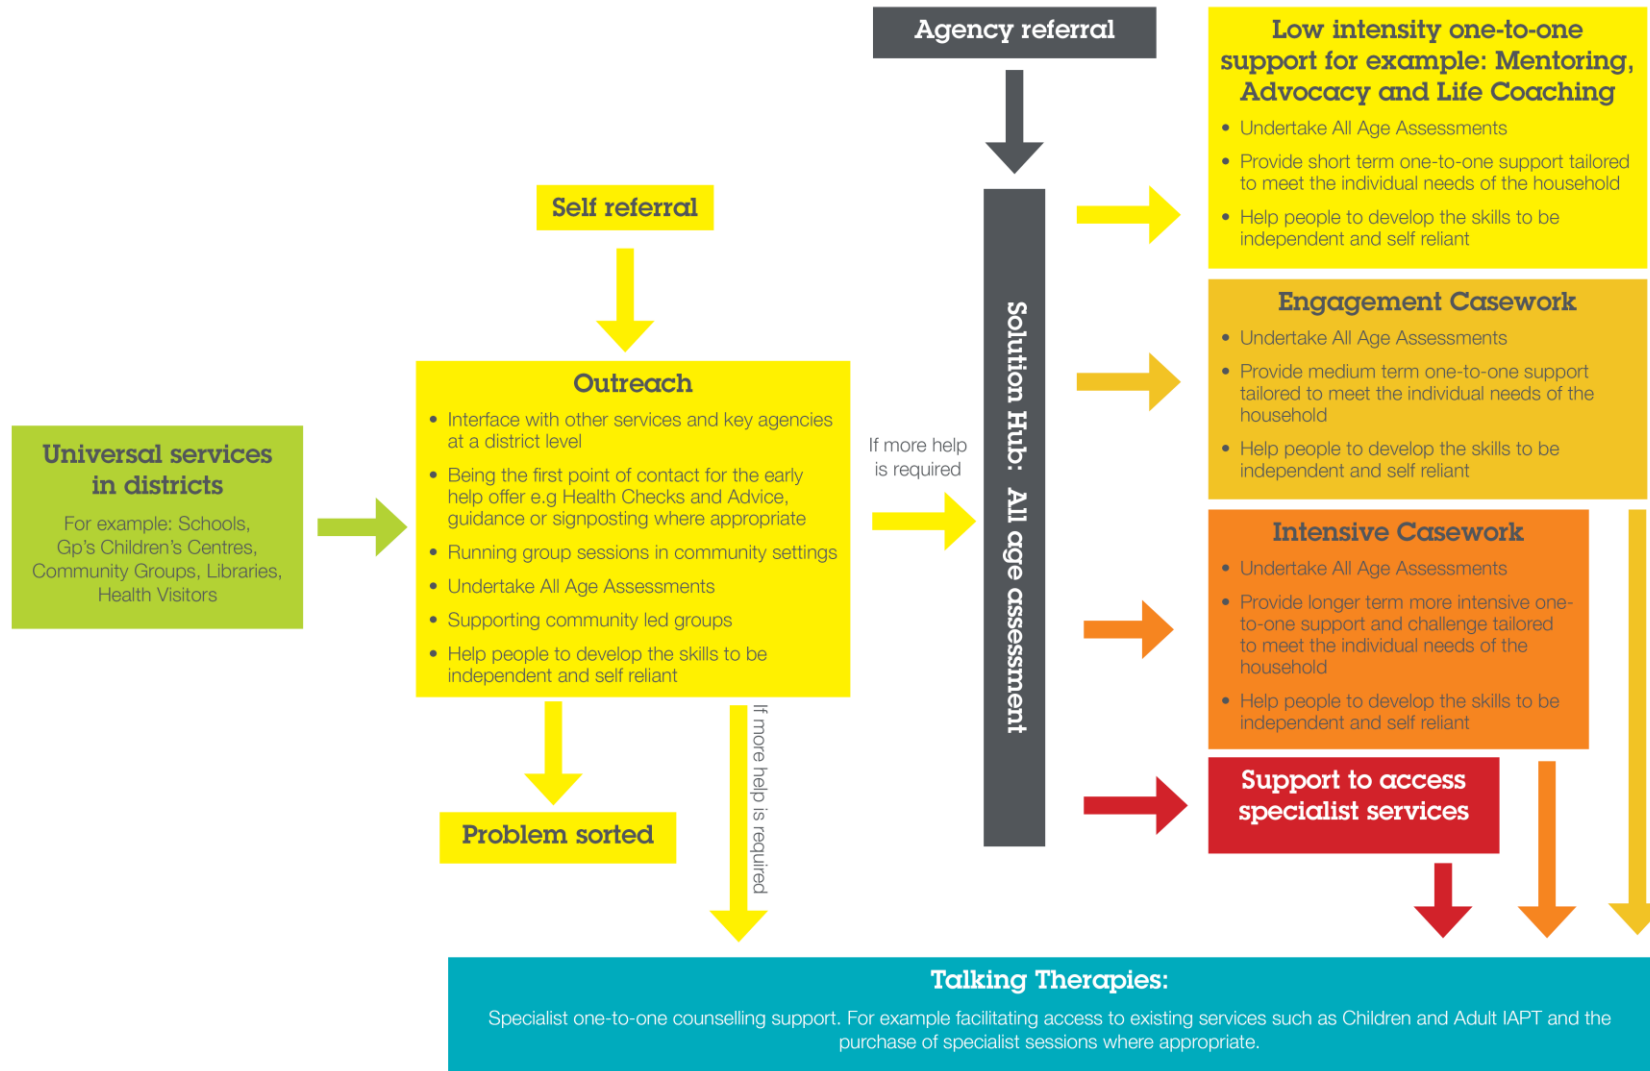 Agency referral
Low intensity one-to-one
support for example: Mentoring,
Advocacy and Life Coaching
• Undertake All Age Assessments
• Provide short term one-to-one support tailored
to meet the individual needs of the household
• Help people to develop the skills to be
independent and self reliant
Self referral
Engagement Casework
• Undertake All Age Assessments
• Provide medium term one-to-one support
tailored to meet the individual needs of the
household
• Help people to develop the skills to be
independent and self reliant
Outreach
• Interface with other services and key agencies
at a district level
• Being the first point of contact for the early
help offer e.g Health Checks and Advice,
guidance or signposting where appropriate
• Running group sessions in community settings
• Undertake All Age Assessments
• Supporting community led groups
• Help people to develop the skills to be
independent and self reliant
Universal services
in districts
For example: Schools,
Gp's Children's Centres,
Community Groups, Libraries,
Health Visitors
If more help
is required
Solution Hub: All age assessment
Intensive Casework
• Undertake All Age Assessments
• Provide longer term more intensive one-
to-one support and challenge tailored
to meet the individual needs of the
household
• Help people to develop the skills to be
independent and self reliant
If more help is required
Support to access
specialist services
Problem sorted
Talking Therapies:
Specialist one-to-one counselling support. For example facilitating access to existing services such as Children and Adult IAPT and the
purchase of specialist sessions where appropriate.